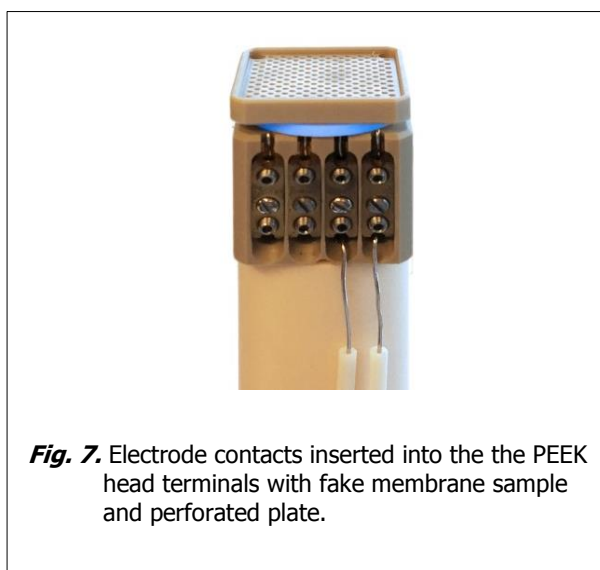 Fig. 7. Electrode contacts inserted into the the PEEK
head terminals with fake membrane sample
and perforated plate.